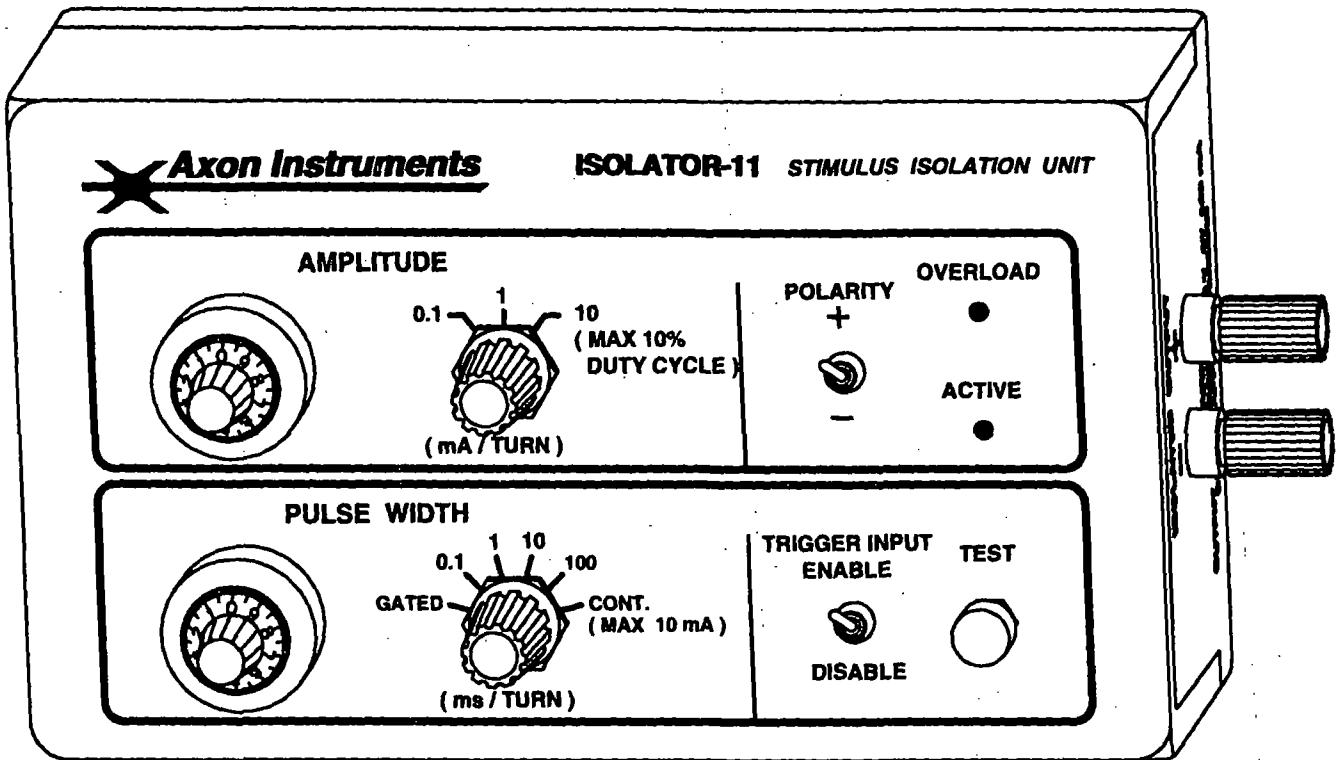 Axon Instruments
ISOLATOR-11 STIMULUS ISOLATION UNIT
AMPLITUDE
0.1
1
10
( MAX 10%
DUTY CYCLE )
( mA / TURN )
POLARITY
+
−
OVERLOAD
ACTIVE
PULSE WIDTH
GATED
0.1
1
10
100
CONT.
( MAX 10 mA )
( ms / TURN )
TRIGGER INPUT
ENABLE
DISABLE
TEST